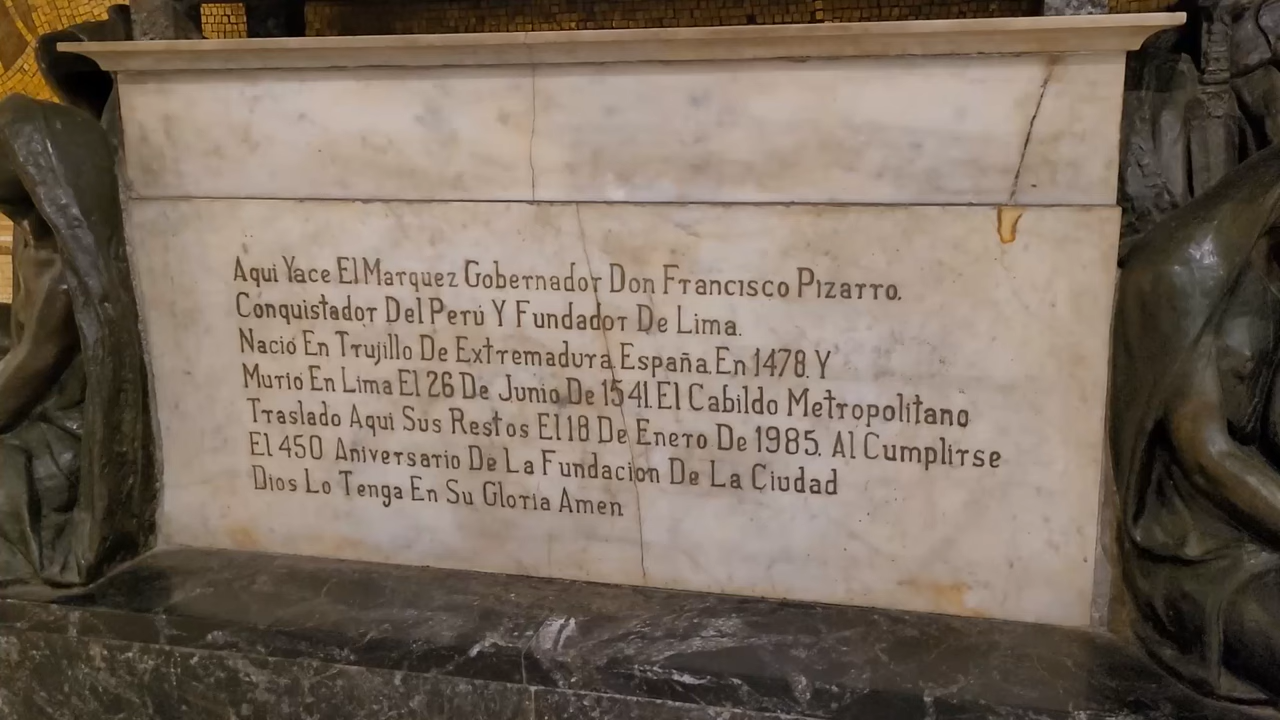 Aqui Yace El Marquez Gobernador Don Francisco Pizarro.
Conquistador Del Perú Y Fundador De Lima.
Nació En Trujillo De Extremadura. España. En 1478. Y
Murió En Lima El 26 De Junio De 1541. El Cabildo Metropolitano
Traslado Aqui Sus Restos El 18 De Enero De 1985. Al Cumplirse
El 450 Aniversario De La Fundacion De La Ciudad
Dios Lo Tenga En Su Gloria Amen